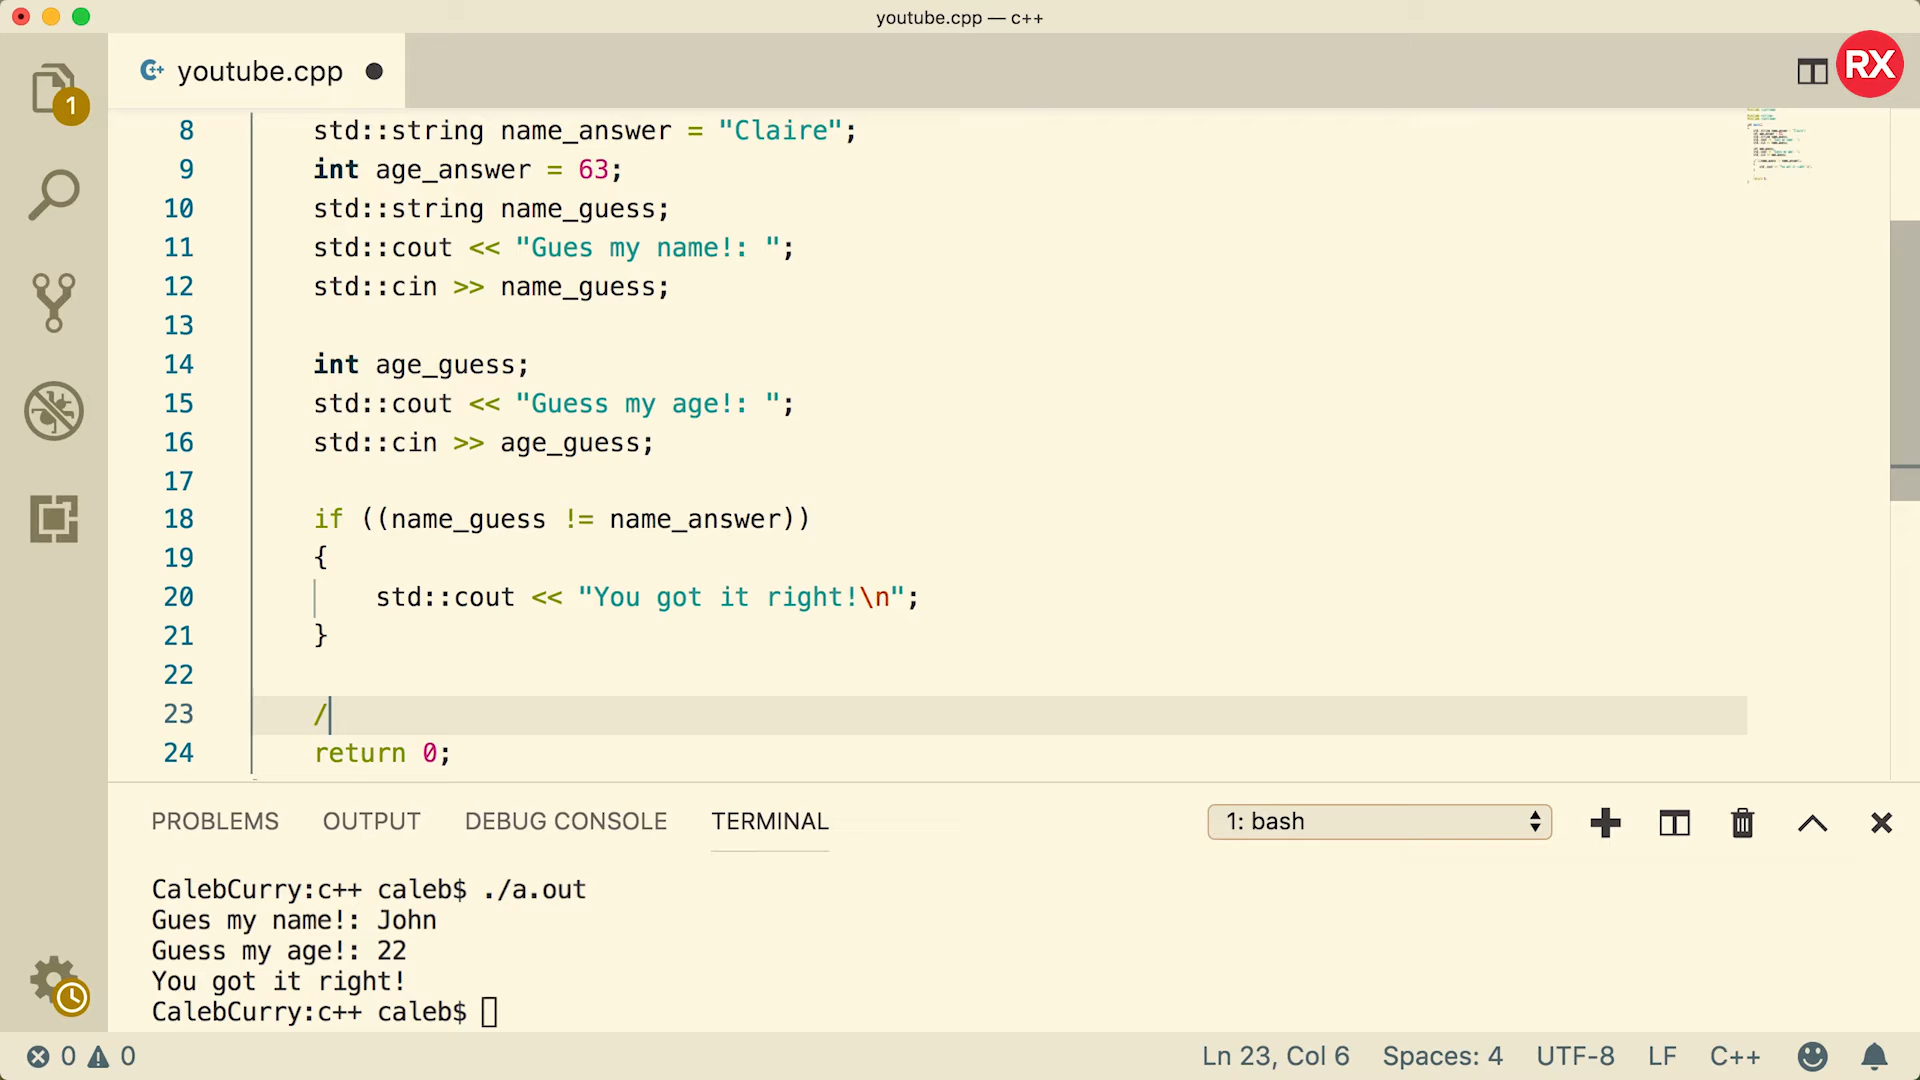 youtube.cpp — c++
youtube.cpp
RX
1
8 std::string name_answer = "Claire";
9 int age_answer = 63;
10 std::string name_guess;
11 std::cout << "Gues my name!: ";
12 std::cin >> name_guess;
13
14 int age_guess;
15 std::cout << "Guess my age!: ";
16 std::cin >> age_guess;
17
18 if ((name_guess != name_answer))
19 {
20 std::cout << "You got it right!\n";
21 }
22
23 /
24 return 0;
PROBLEMS OUTPUT DEBUG CONSOLE TERMINAL 1: bash
CalebCurry:c++ caleb$ ./a.out
Gues my name!: John
Guess my age!: 22
You got it right!
CalebCurry:c++ caleb$
0 0 Ln 23, Col 6 Spaces: 4 UTF-8 LF C++